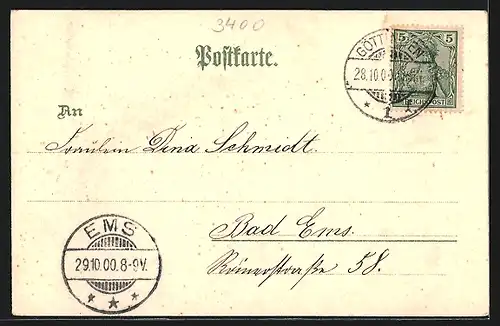 3400
Postkarte.
5 5
GÖTTINGEN
28.10.00
* 1 *
REICHSPOST
An
Fräulein Dina Schmidt.
Bad Ems.
Römerstraße 58.
EMS
29.10.00.8-9V.
* * *